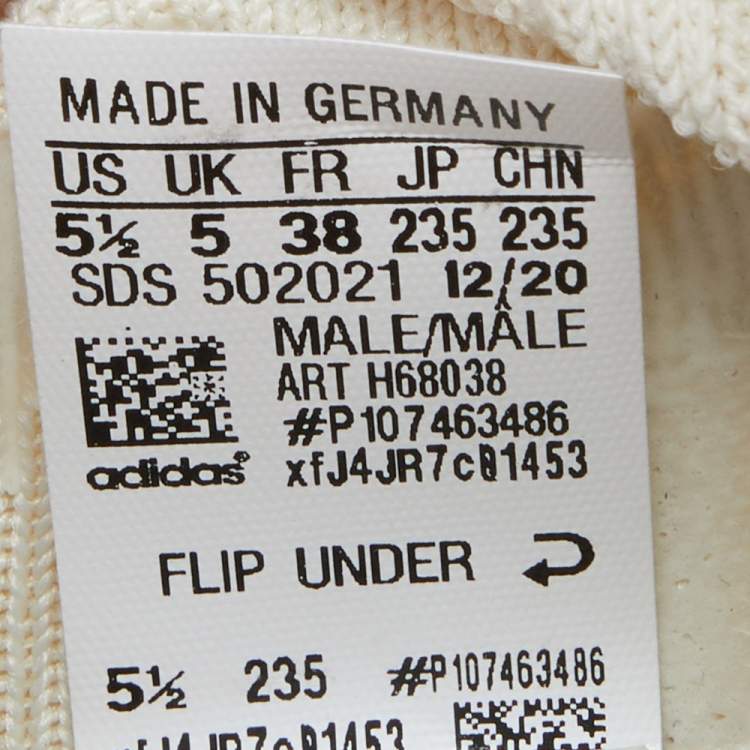 MADE IN GERMANY
US UK FR JP CHN
5½ 5 38 235 235
SDS 502021 12/20
MALE/MÂLE
ART H68038
#P107463486
adidas® xfJ4JR7c01453
FLIP UNDER
5½ 235 #P107463486